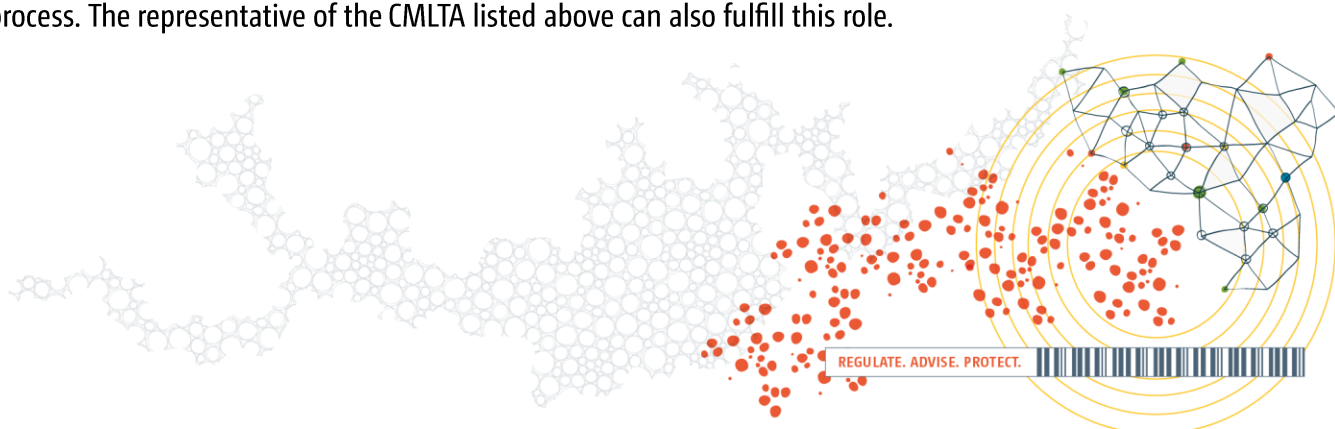 process. The representative of the CMLTA listed above can also fulfill this role.
REGULATE. ADVISE. PROTECT.